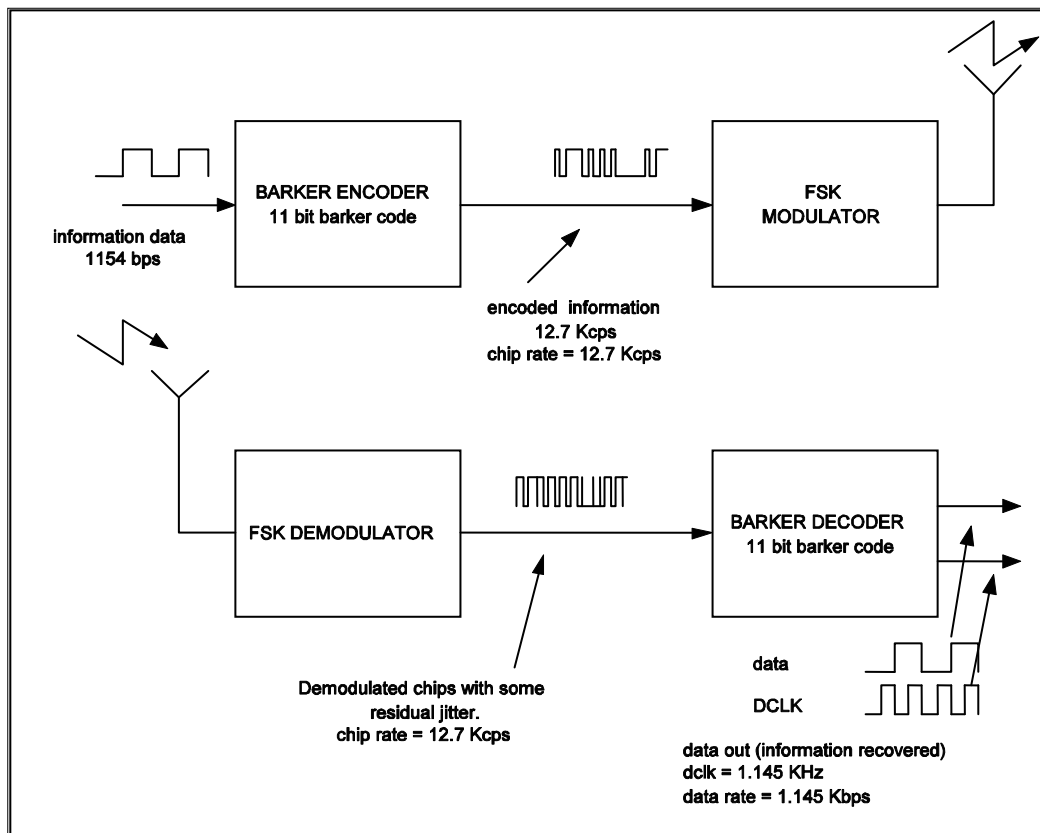 BARKER ENCODER
11 bit barker code
FSK
MODULATOR
information data
1154 bps
encoded information
12.7 Kcps
chip rate = 12.7 Kcps
FSK DEMODULATOR
BARKER DECODER
11 bit barker code
Demodulated chips with some
residual jitter.
chip rate = 12.7 Kcps
data
DCLK
data out (information recovered)
dclk = 1.145 KHz
data rate = 1.145 Kbps